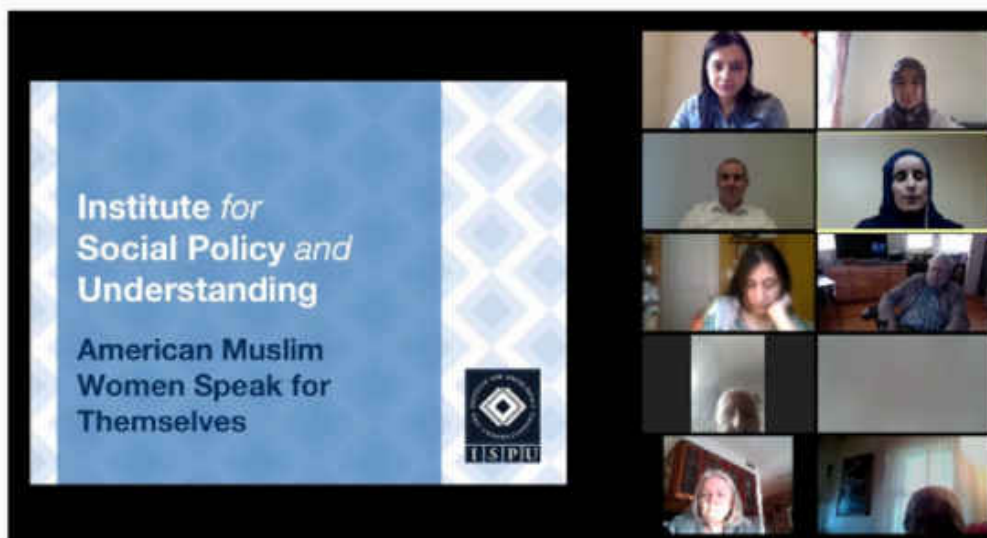 Institute for
Social Policy and
Understanding
American Muslim
Women Speak for
Themselves
ISPU